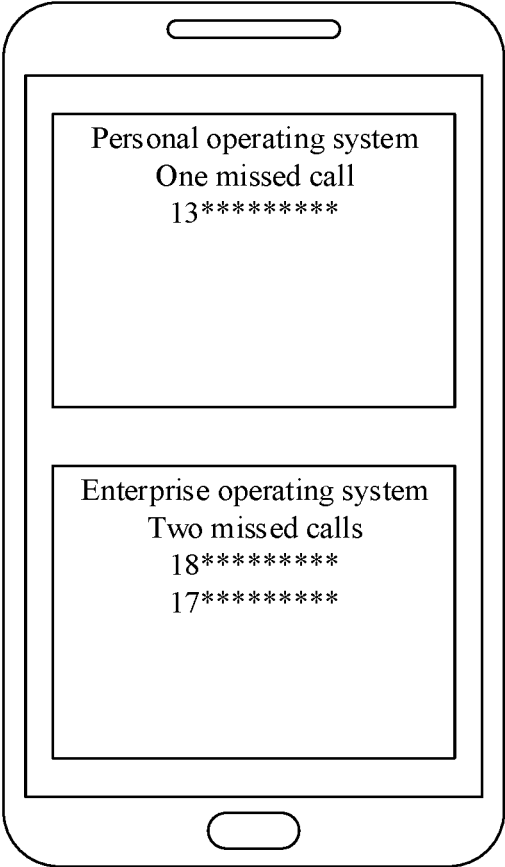 Personal operating system
One missed call
13*********
Enterprise operating system
Two missed calls
18*********
17*********